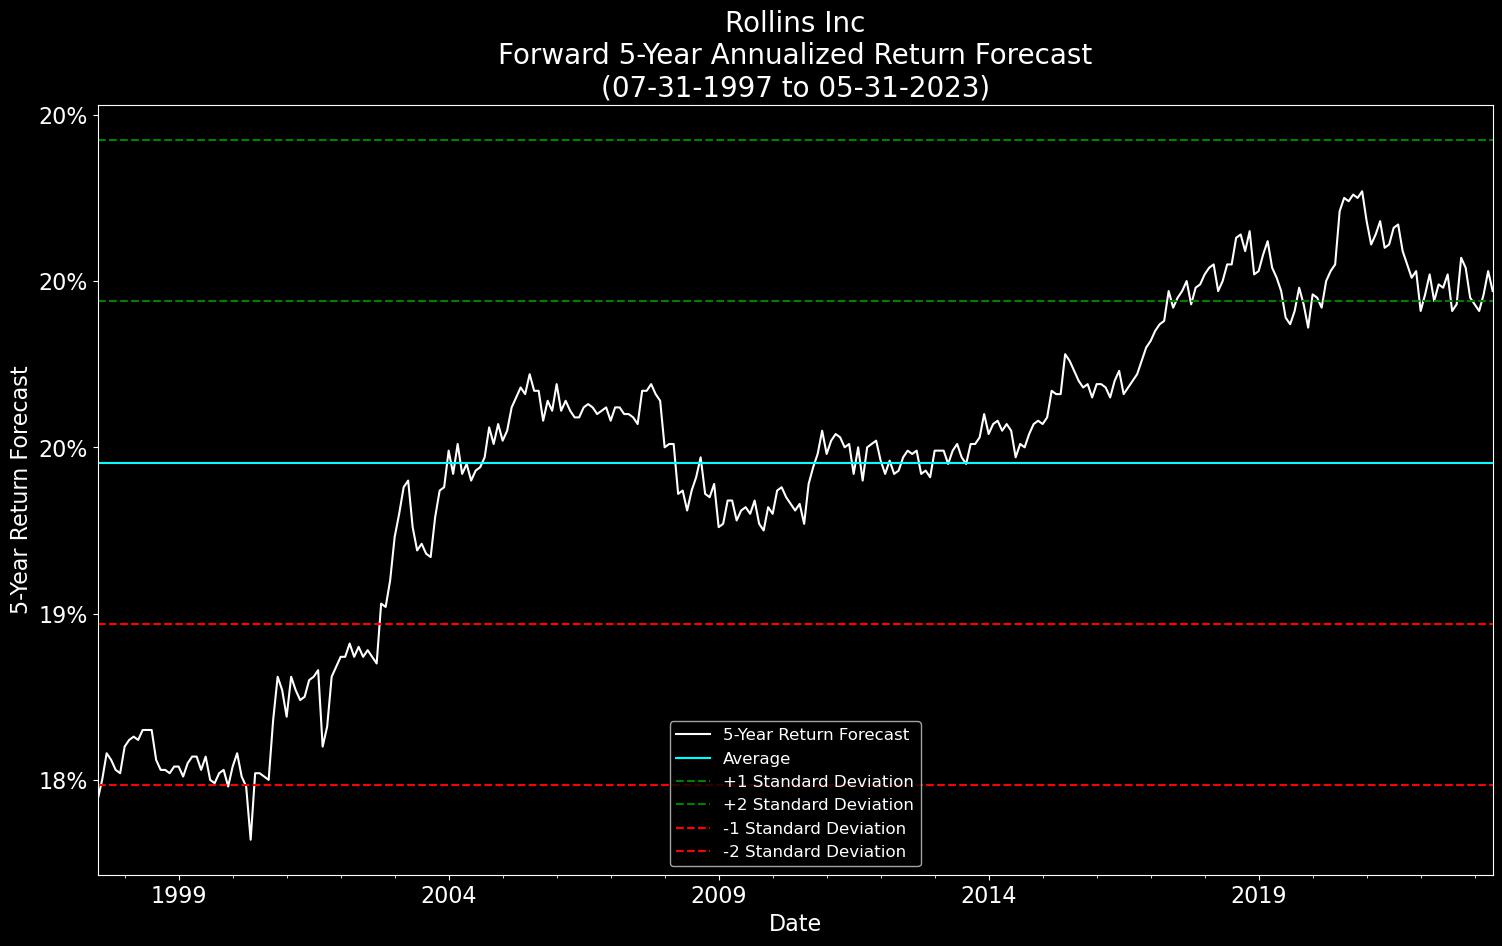 Rollins Inc
Forward 5-Year Annualized Return Forecast
(07-31-1997 to 05-31-2023)
20%
20%
20%
19%
18%
5-Year Return Forecast
5-Year Return Forecast
Average
+1 Standard Deviation
+2 Standard Deviation
-1 Standard Deviation
-2 Standard Deviation
1999
2004
2009
2014
2019
Date